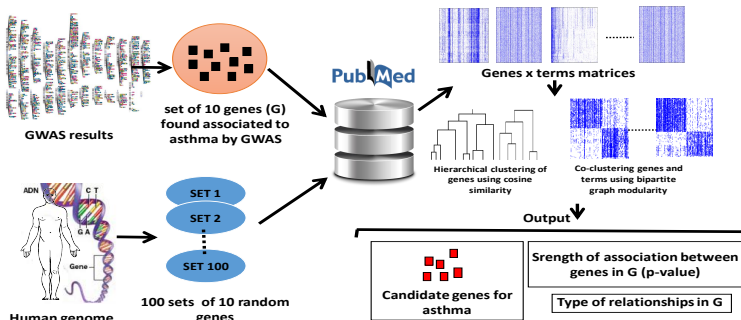 GWAS results
set of 10 genes (G)
found associated to
asthma by GWAS
PubMed
Genes x terms matrices
Hierarchical clustering of
genes using cosine
similarity
Co-clustering genes and
terms using bipartite
graph modularity
ADN
C T
G A
Gene
Human genome
SET 1
SET 2
SET 100
100 sets of 10 random
genes
Output
Candidate genes for
asthma
Srength of association between
genes in G (p-value)
Type of relationships in G